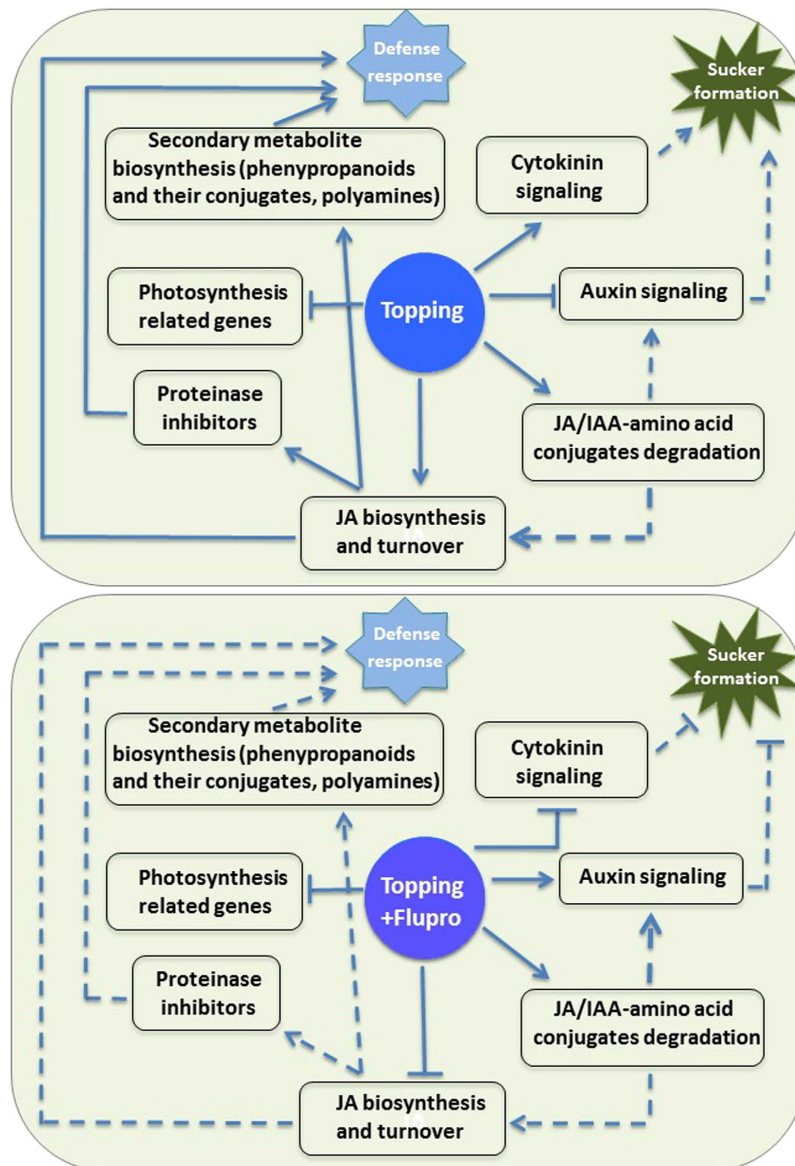 Defense
response
Sucker
formation
Secondary metabolite
biosynthesis (phenypropanoids
and their conjugates, polyamines)
Cytokinin
signaling
Photosynthesis
related genes
Topping
Auxin signaling
Proteinase
inhibitors
JA/IAA-amino acid
conjugates degradation
JA biosynthesis
and turnover
Defense
response
Sucker
formation
Secondary metabolite
biosynthesis (phenypropanoids
and their conjugates, polyamines)
Cytokinin
signaling
Photosynthesis
related genes
Topping
+Flupro
Auxin signaling
Proteinase
inhibitors
JA/IAA-amino acid
conjugates degradation
JA biosynthesis
and turnover